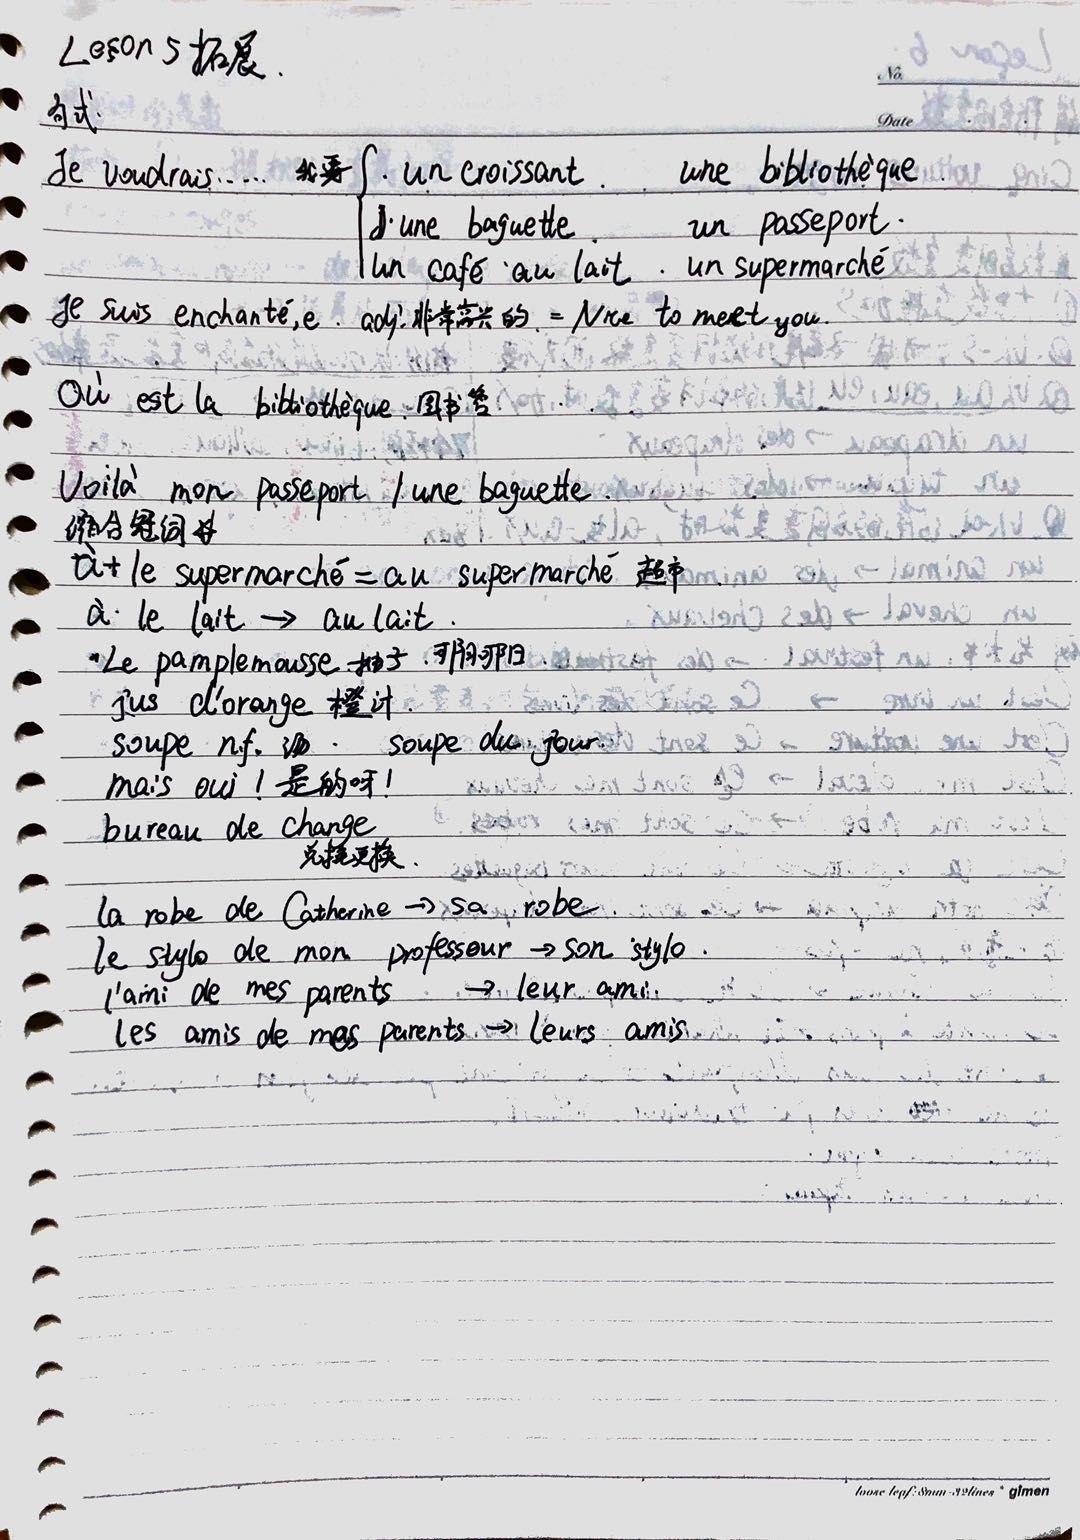 Leçon 5 拓展.
No.
Date
句式:
Je voudrais..... 我要 { un croissant. une bibliothèque.
une baguette. un passeport.
un café au lait. un supermarché
Je suis enchanté,e. adj. 非常高兴的. = Nice to meet you.
Où est la bibliothèque. 图书馆.
Voilà mon passeport / une baguette.
缩合冠词
à + le supermarché = au supermarché 超市
à le lait → au lait.
Le pamplemousse 柚子.
jus d'orange 橙汁.
soupe n.f. 汤. soupe du jour.
mais oui! 是的呀!
bureau de change
兑换更换.
la robe de Catherine → sa robe.
le stylo de mon professeur → son stylo.
l'ami de mes parents → leur ami.
les amis de mes parents → leurs amis.
loose leaf: 8mm-32lines * glmen